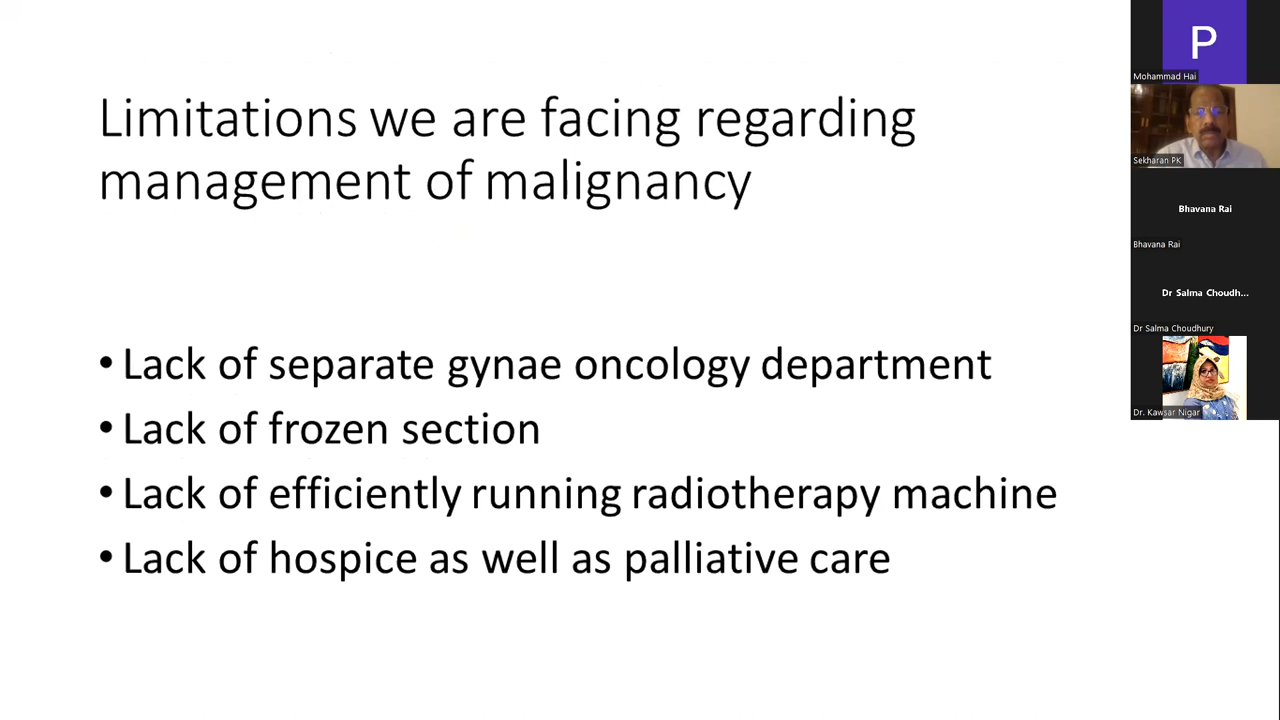 Limitations we are facing regarding
management of malignancy
• Lack of separate gynae oncology department
• Lack of frozen section
• Lack of efficiently running radiotherapy machine
• Lack of hospice as well as palliative care
P
Mohammad Hai
Sekharan PK
Bhavana Rai
Bhavana Rai
Dr Salma Choudh...
Dr Salma Choudhury
Dr. Kawsar Nigar